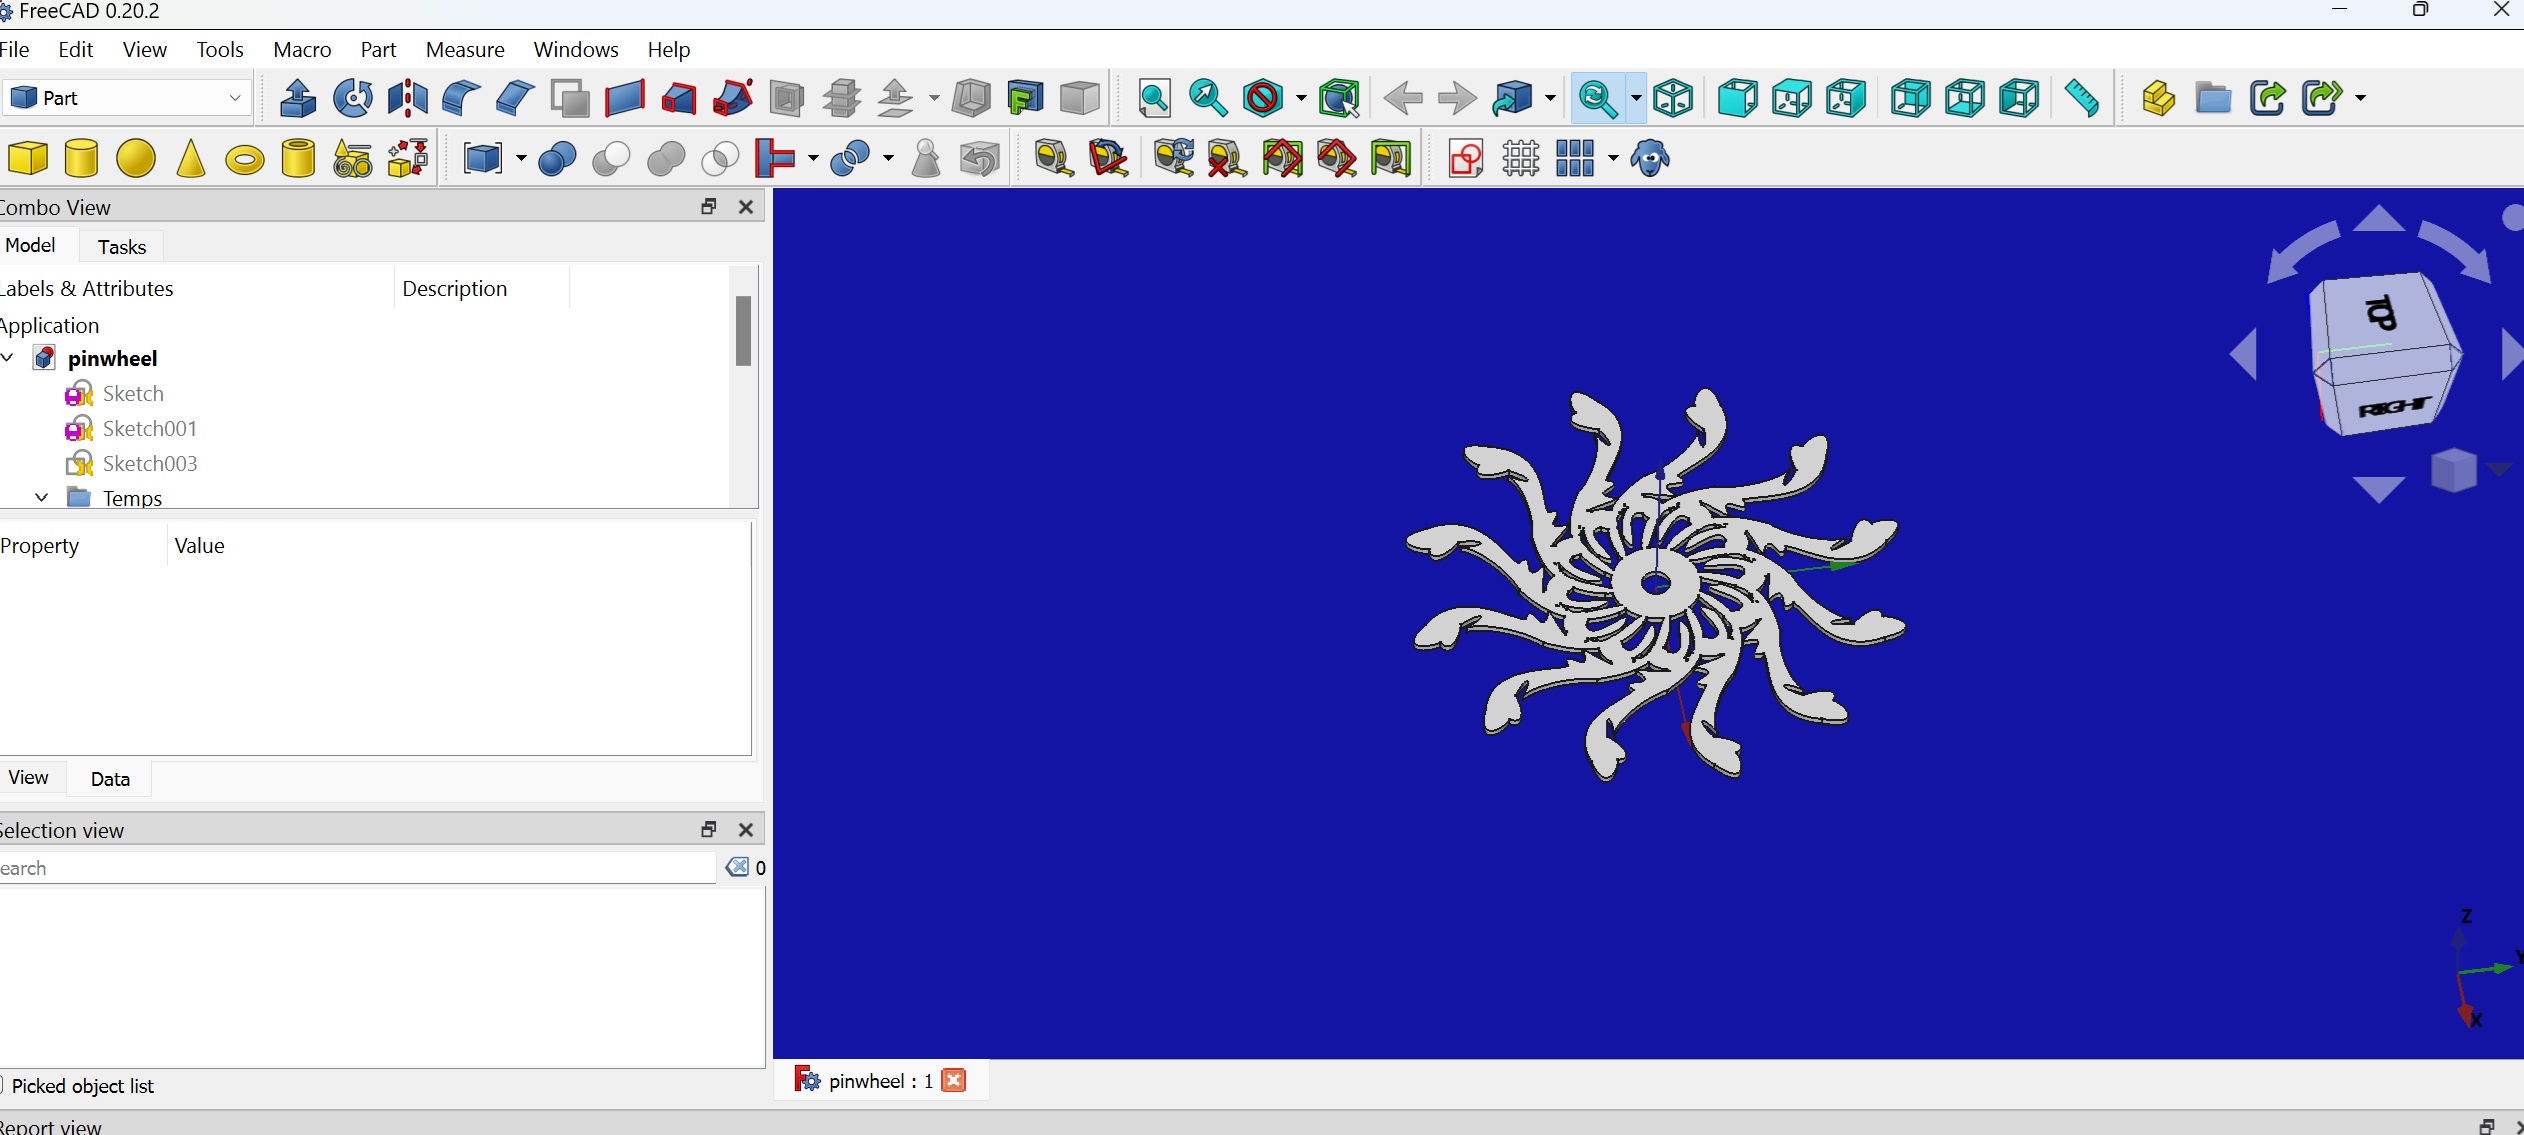 FreeCAD 0.20.2
File Edit View Tools Macro Part Measure Windows Help
Part
Combo View
Model Tasks
Labels & Attributes Description
Application
pinwheel
Sketch
Sketch001
Sketch003
Temps
Property Value
View Data
Selection view
earch
0
Picked object list
Report view
TOP
RIGHT
Z
Y
X
pinwheel : 1